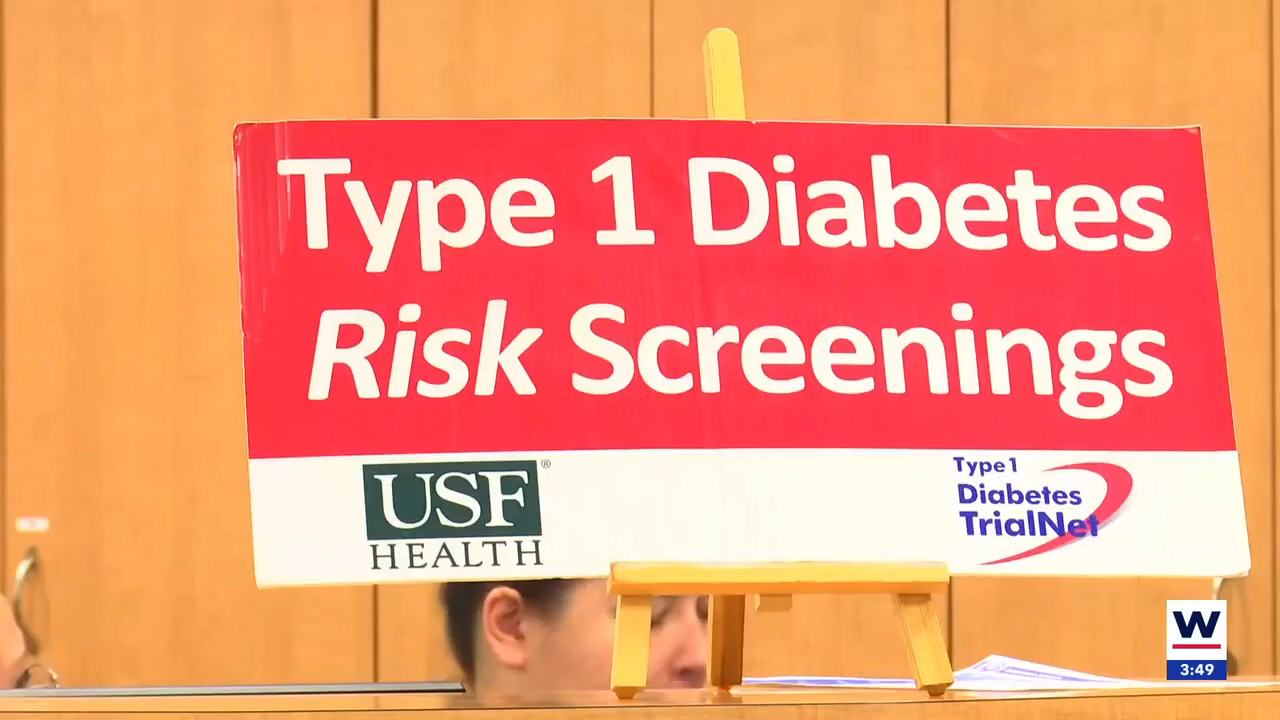 Type 1 Diabetes
Risk Screenings
USF®
HEALTH
Type 1
Diabetes
TrialNet
W
3:49